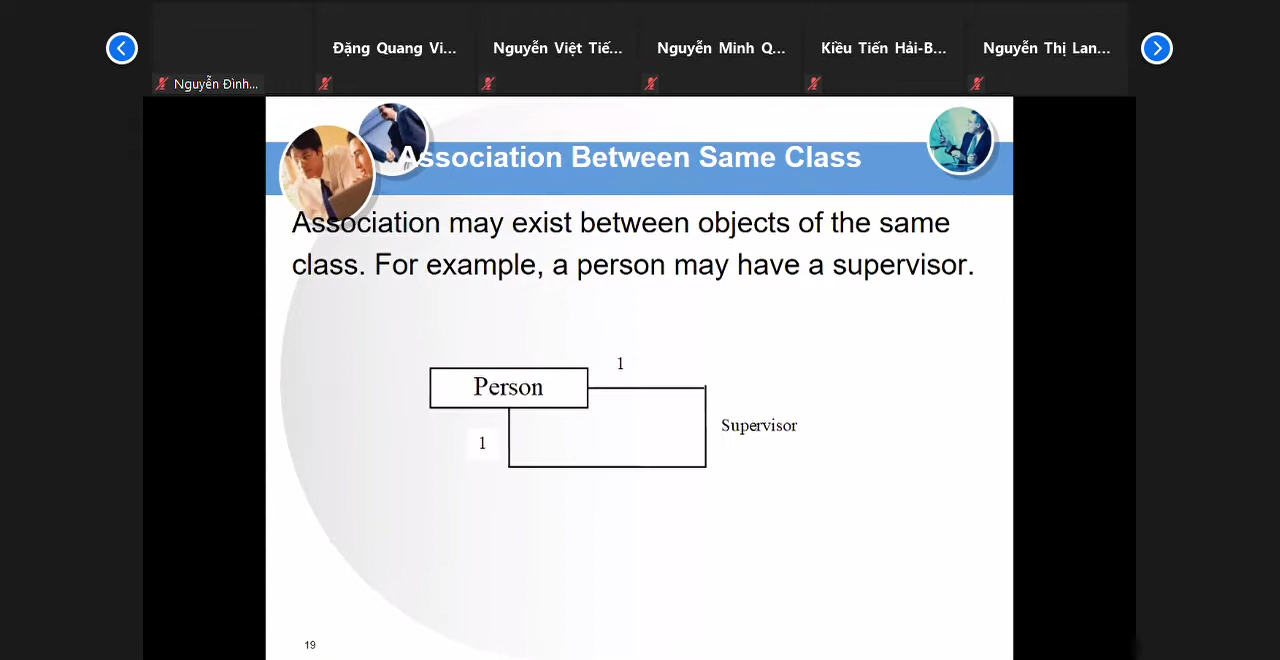 Đặng Quang Vi... Nguyễn Việt Tiế... Nguyễn Minh Q... Kiều Tiến Hải-B... Nguyễn Thị Lan...
Nguyễn Đình...
Association Between Same Class
Association may exist between objects of the same
class. For example, a person may have a supervisor.
1
Person
Supervisor
1
19